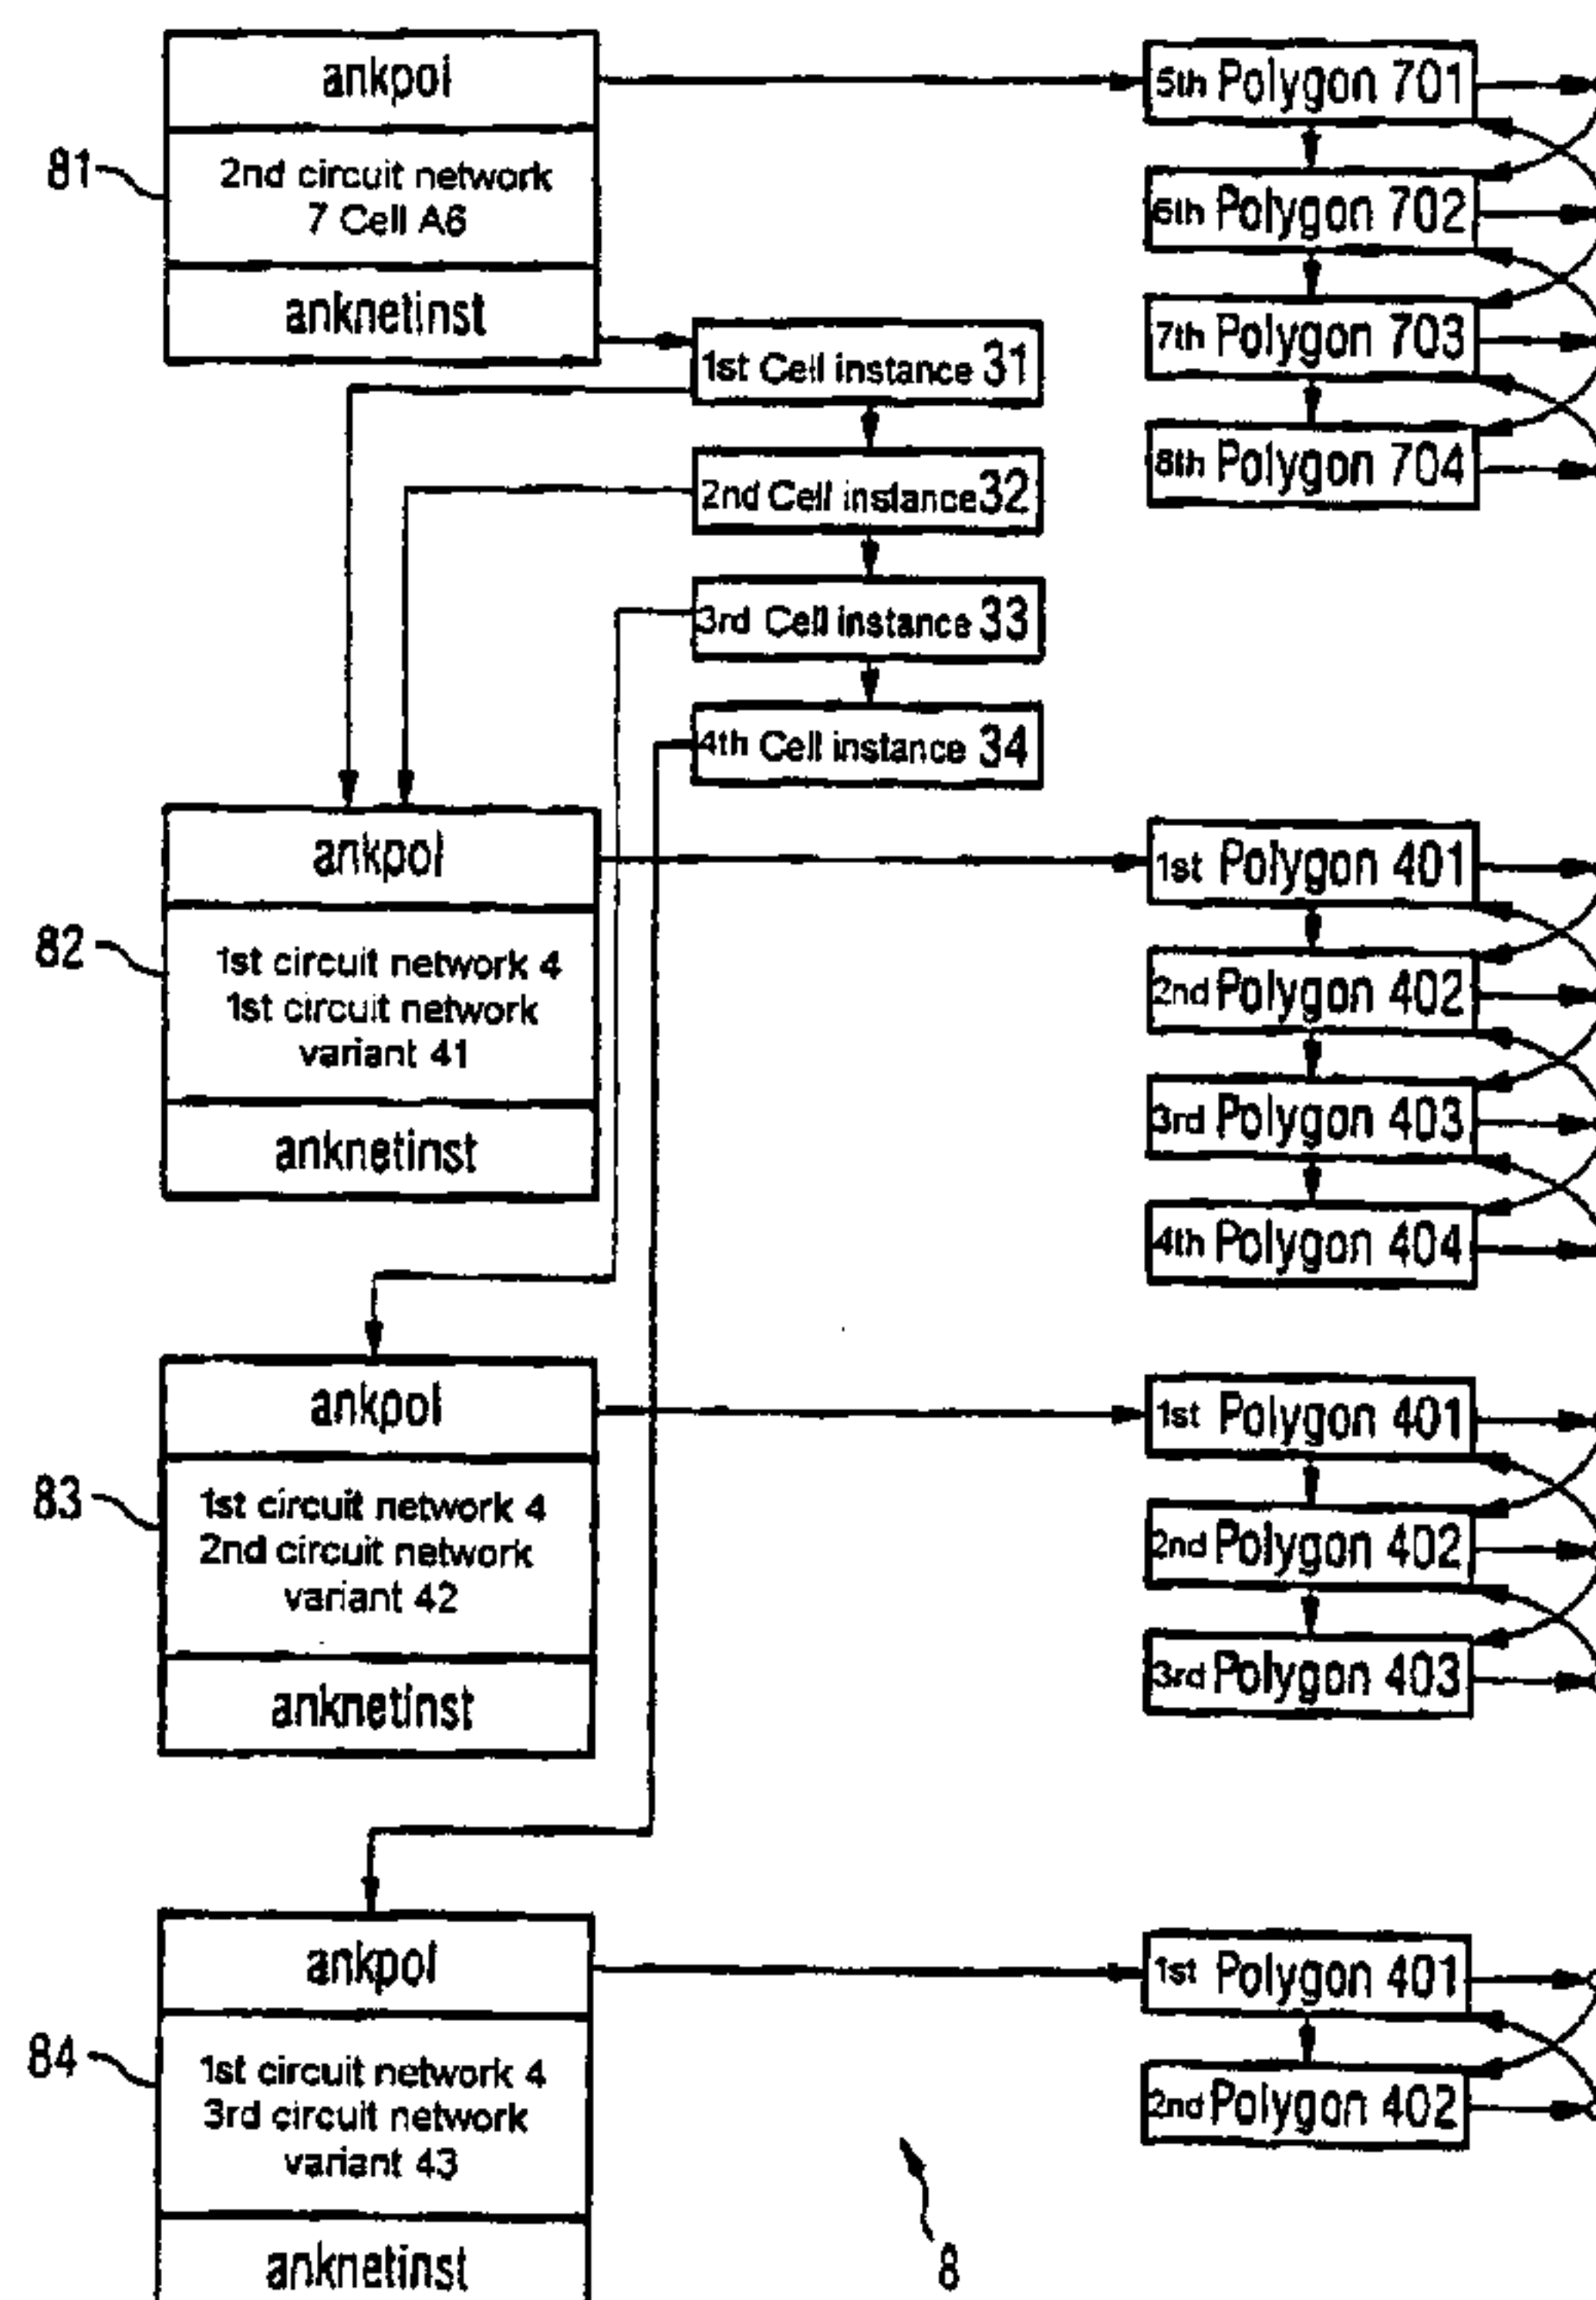 ankpol
5th Polygon 701
81
2nd circuit network
7 Cell A6
6th Polygon 702
anknetinst
7th Polygon 703
1st Cell instance 31
8th Polygon 704
2nd Cell instance 32
3rd Cell instance 33
4th Cell instance 34
ankpol
1st Polygon 401
82
1st circuit network 4
1st circuit network
variant 41
2nd Polygon 402
anknetinst
3rd Polygon 403
4th Polygon 404
ankpol
1st Polygon 401
83
1st circuit network 4
2nd circuit network
variant 42
2nd Polygon 402
anknetinst
3rd Polygon 403
ankpol
1st Polygon 401
84
1st circuit network 4
3rd circuit network
variant 43
2nd Polygon 402
anknetinst
8